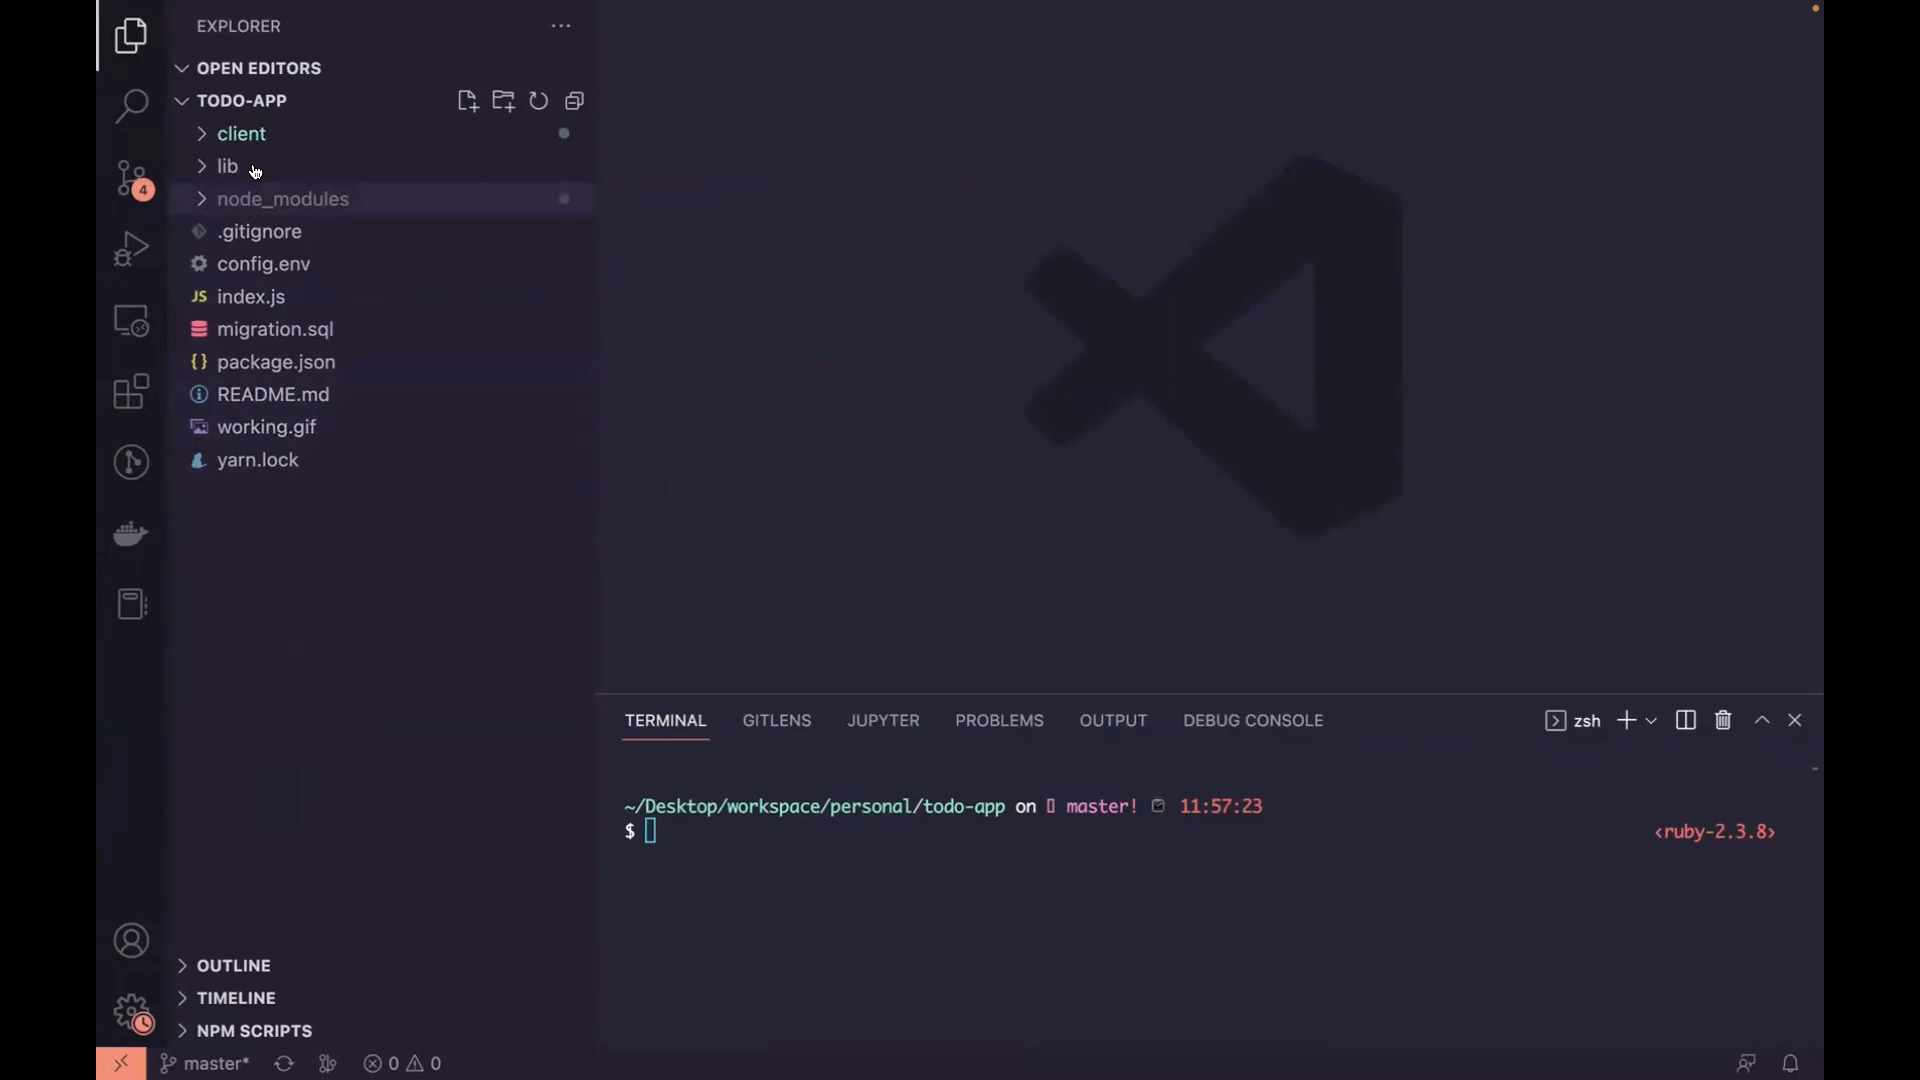 EXPLORER
OPEN EDITORS
TODO-APP
client
lib
node_modules
.gitignore
config.env
JS index.js
migration.sql
{} package.json
README.md
working.gif
yarn.lock
4
OUTLINE
TIMELINE
NPM SCRIPTS
TERMINAL GITLENS JUPYTER PROBLEMS OUTPUT DEBUG CONSOLE zsh
~/Desktop/workspace/personal/todo-app on master! 11:57:23
$ <ruby-2.3.8>
master* 0 0